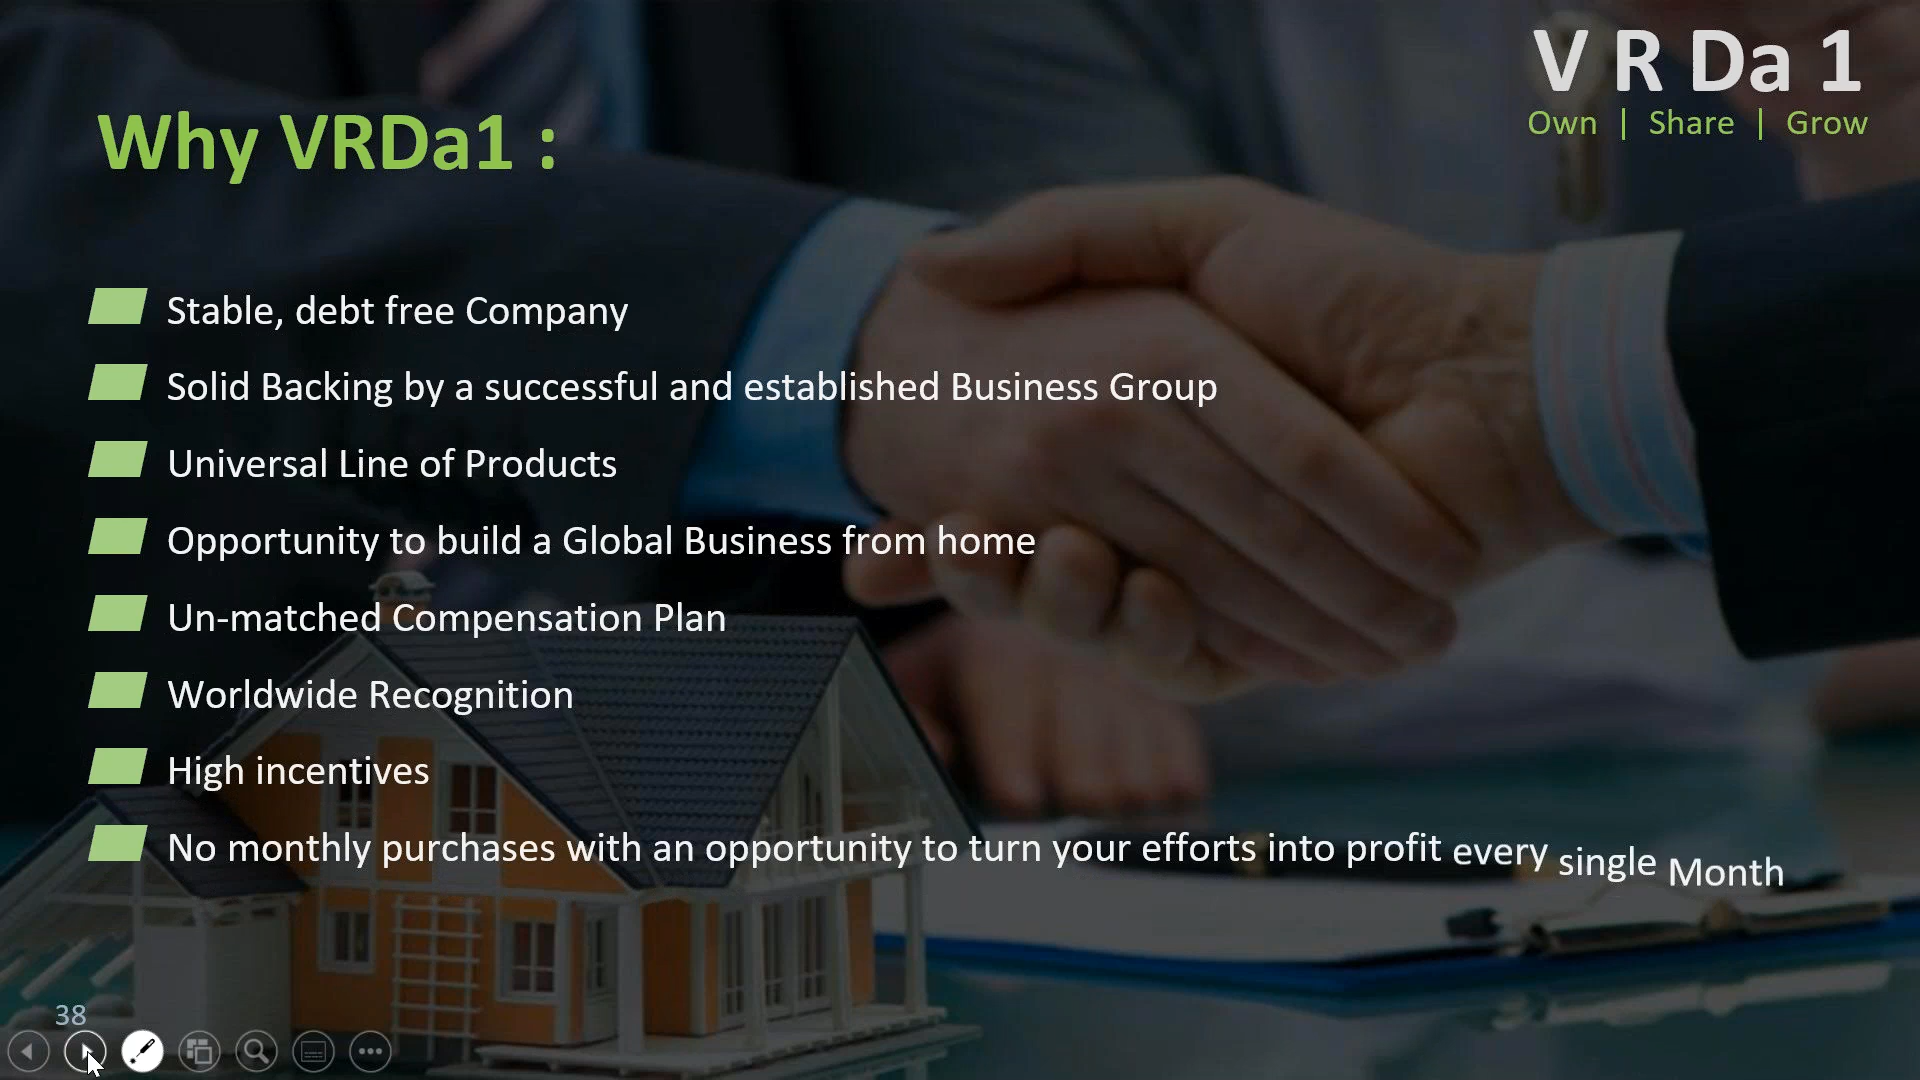 V R Da 1
Own | Share | Grow
Why VRDa1 :
Stable, debt free Company
Solid Backing by a successful and established Business Group
Universal Line of Products
Opportunity to build a Global Business from home
Un-matched Compensation Plan
Worldwide Recognition
High incentives
No monthly purchases with an opportunity to turn your efforts into profit every single Month
38